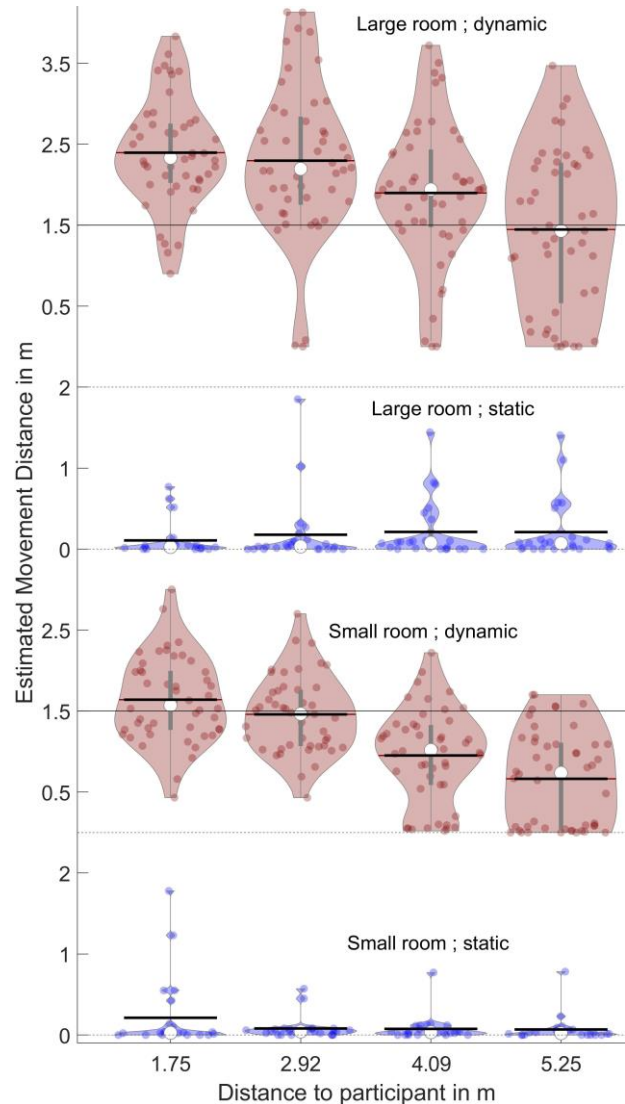 Large room ; dynamic
3.5
2.5
1.5
0.5
2
Large room ; static
1
0
Small room ; dynamic
2.5
1.5
0.5
2
1
Small room ; static
0
1.75 2.92 4.09 5.25
Distance to participant in m
Estimated Movement Distance in m